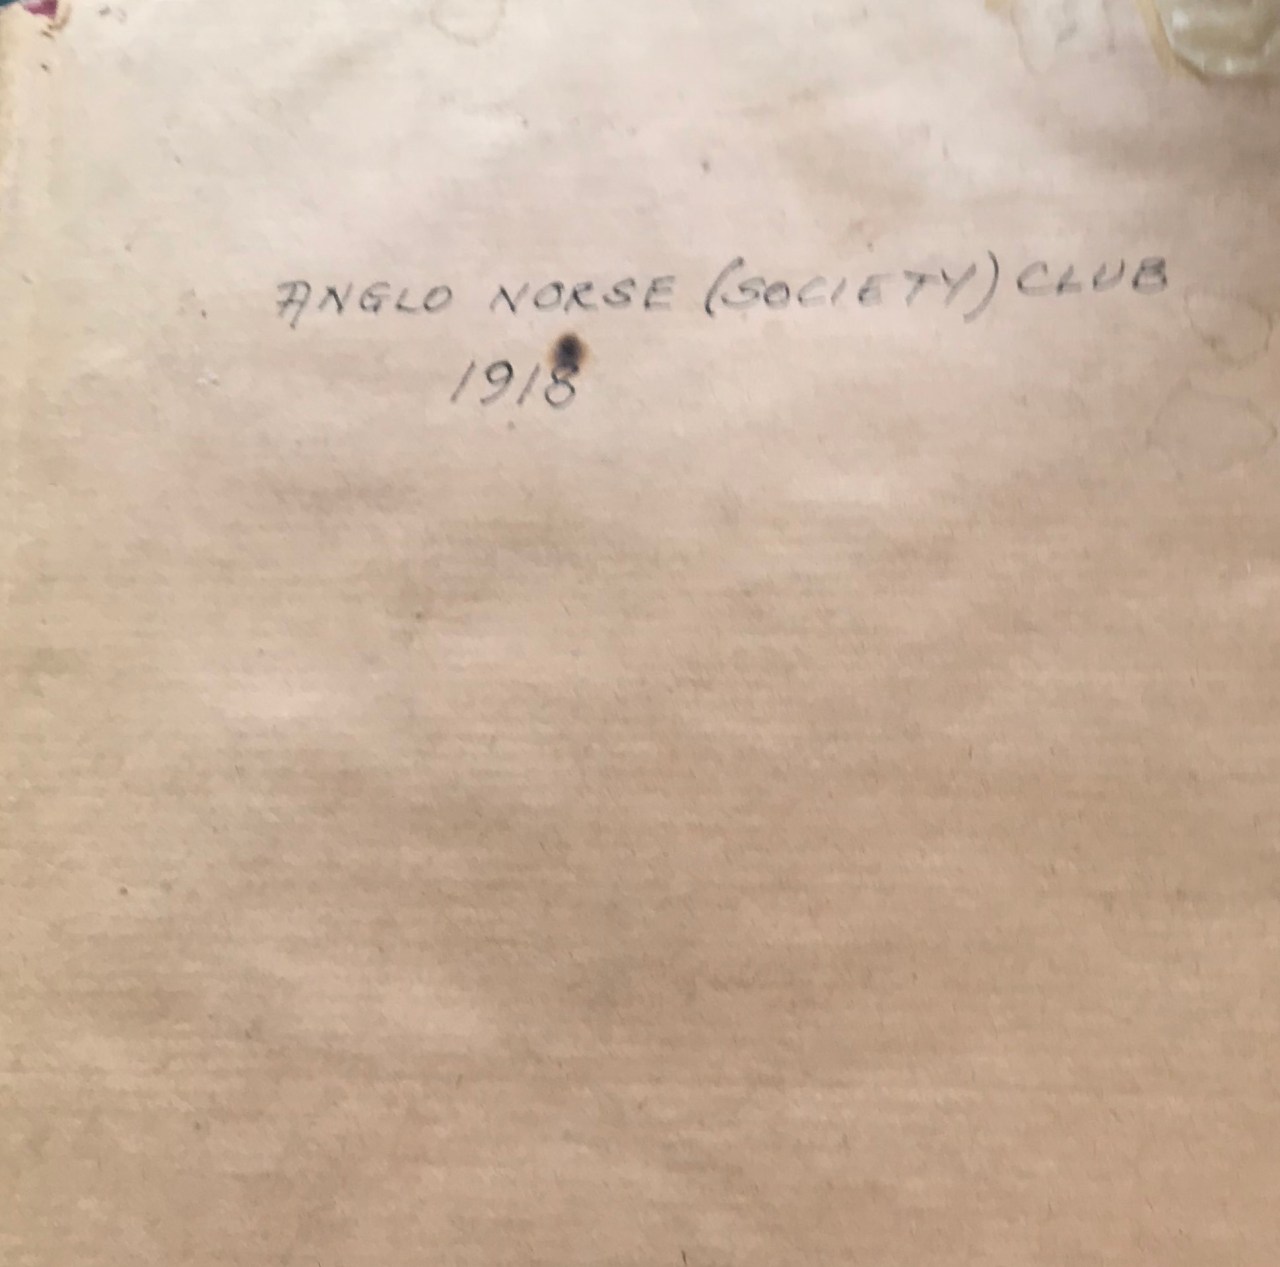 ANGLO NORSE (SOCIETY) CLUB
1918